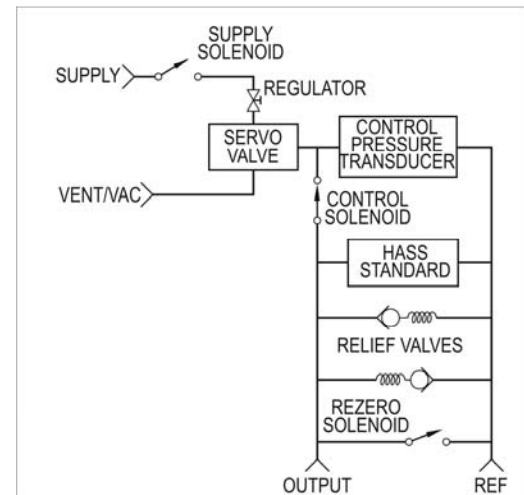 SUPPLY
SOLENOID
SUPPLY
REGULATOR
SERVO
VALVE
CONTROL
PRESSURE
TRANSDUCER
VENT/VAC
CONTROL
SOLENOID
HASS
STANDARD
RELIEF VALVES
REZERO
SOLENOID
OUTPUT
REF